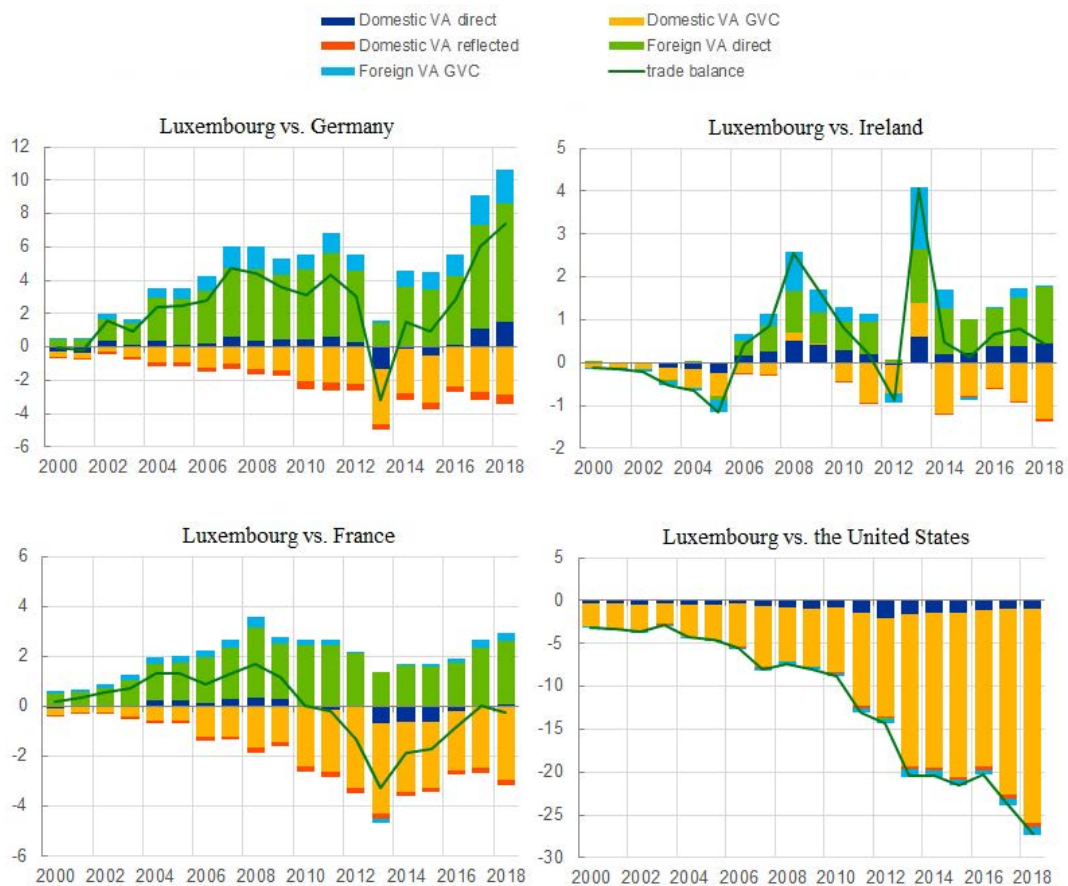 Domestic VA direct
Domestic VA GVC
Domestic VA reflected
Foreign VA direct
Foreign VA GVC
trade balance
Luxembourg vs. Germany
12
10
8
6
4
2
0
-2
-4
-6
2000 2002 2004 2006 2008 2010 2012 2014 2016 2018
Luxembourg vs. Ireland
5
4
3
2
1
0
-1
-2
2000 2002 2004 2006 2008 2010 2012 2014 2016 2018
Luxembourg vs. France
6
4
2
0
-2
-4
-6
2000 2002 2004 2006 2008 2010 2012 2014 2016 2018
Luxembourg vs. the United States
5
0
-5
-10
-15
-20
-25
-30
2000 2002 2004 2006 2008 2010 2012 2014 2016 2018